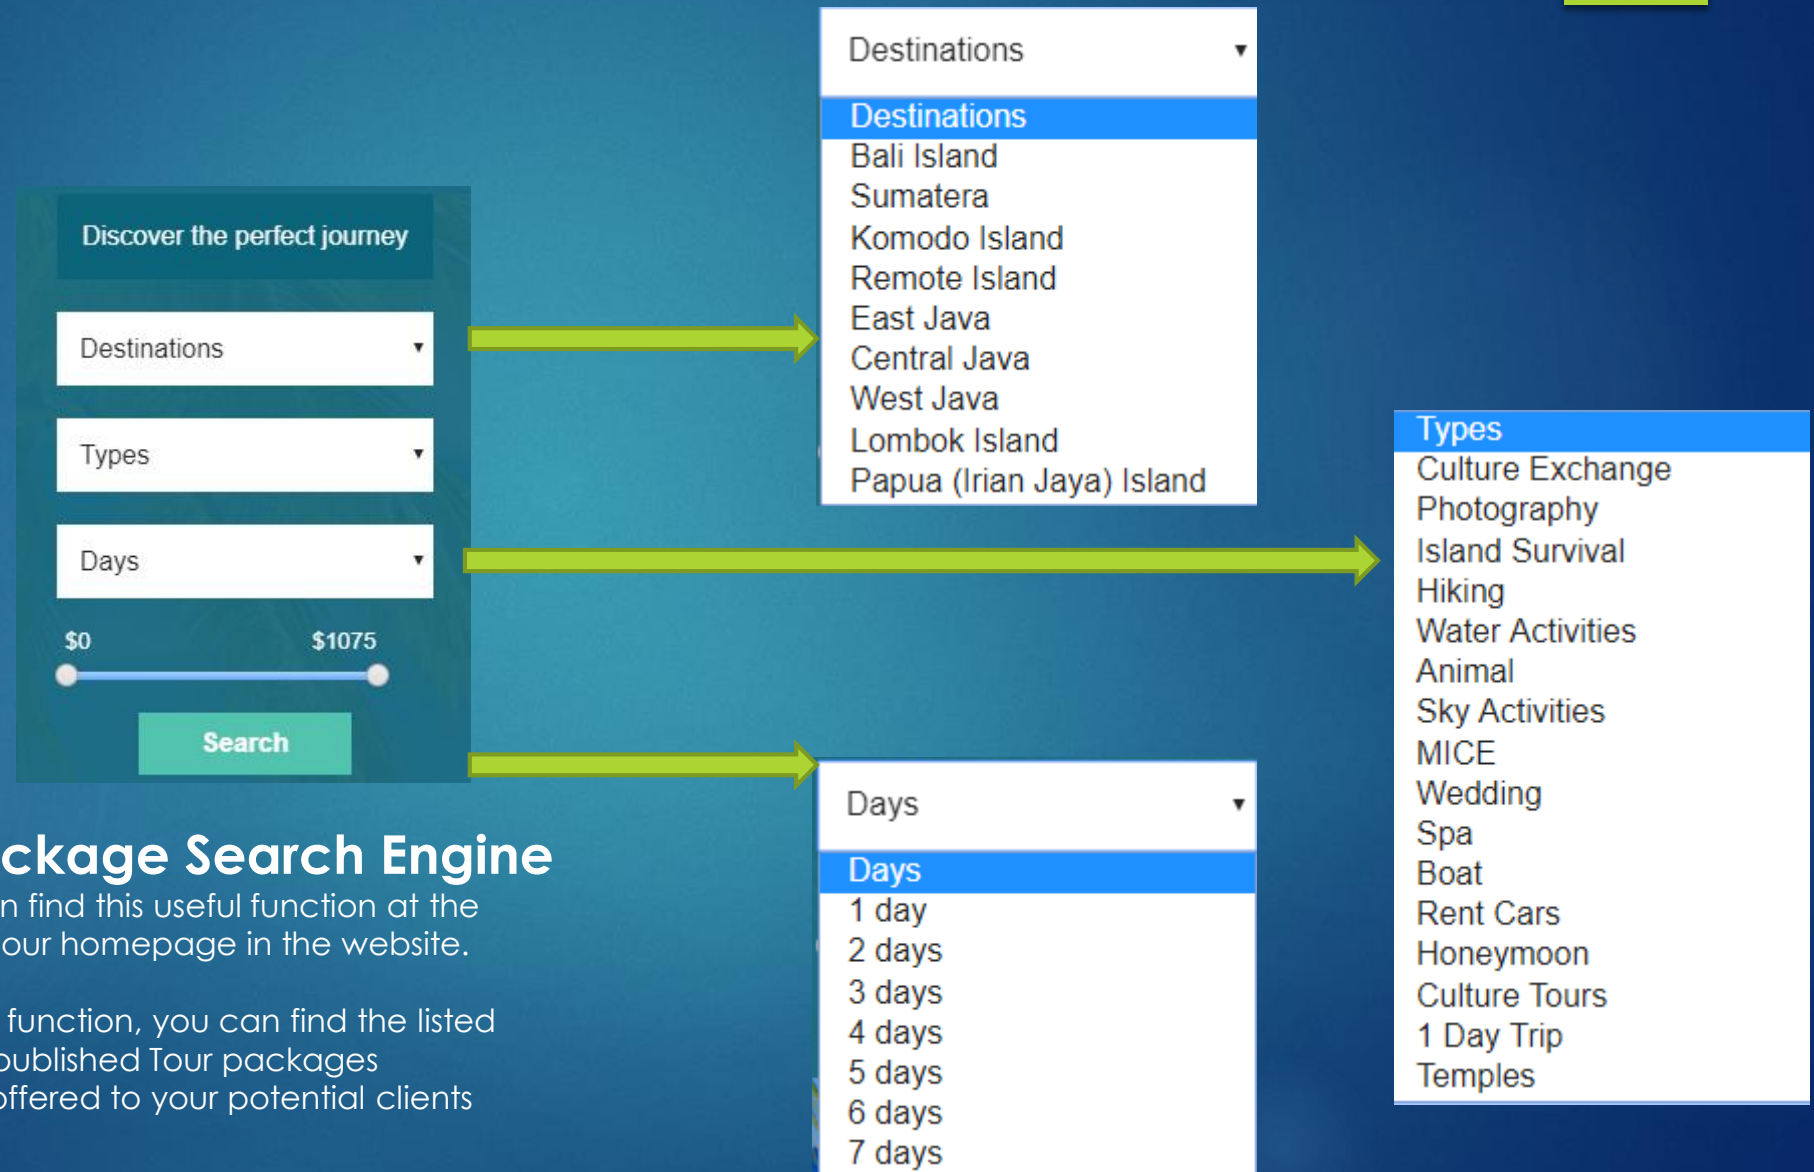 Discover the perfect journey
Destinations
Types
Days
$0 $1075
Search
ckage Search Engine
n find this useful function at the
our homepage in the website.
function, you can find the listed
published Tour packages
offered to your potential clients
Destinations
Destinations
Bali Island
Sumatera
Komodo Island
Remote Island
East Java
Central Java
West Java
Lombok Island
Papua (Irian Jaya) Island
Days
Days
1 day
2 days
3 days
4 days
5 days
6 days
7 days
Types
Culture Exchange
Photography
Island Survival
Hiking
Water Activities
Animal
Sky Activities
MICE
Wedding
Spa
Boat
Rent Cars
Honeymoon
Culture Tours
1 Day Trip
Temples